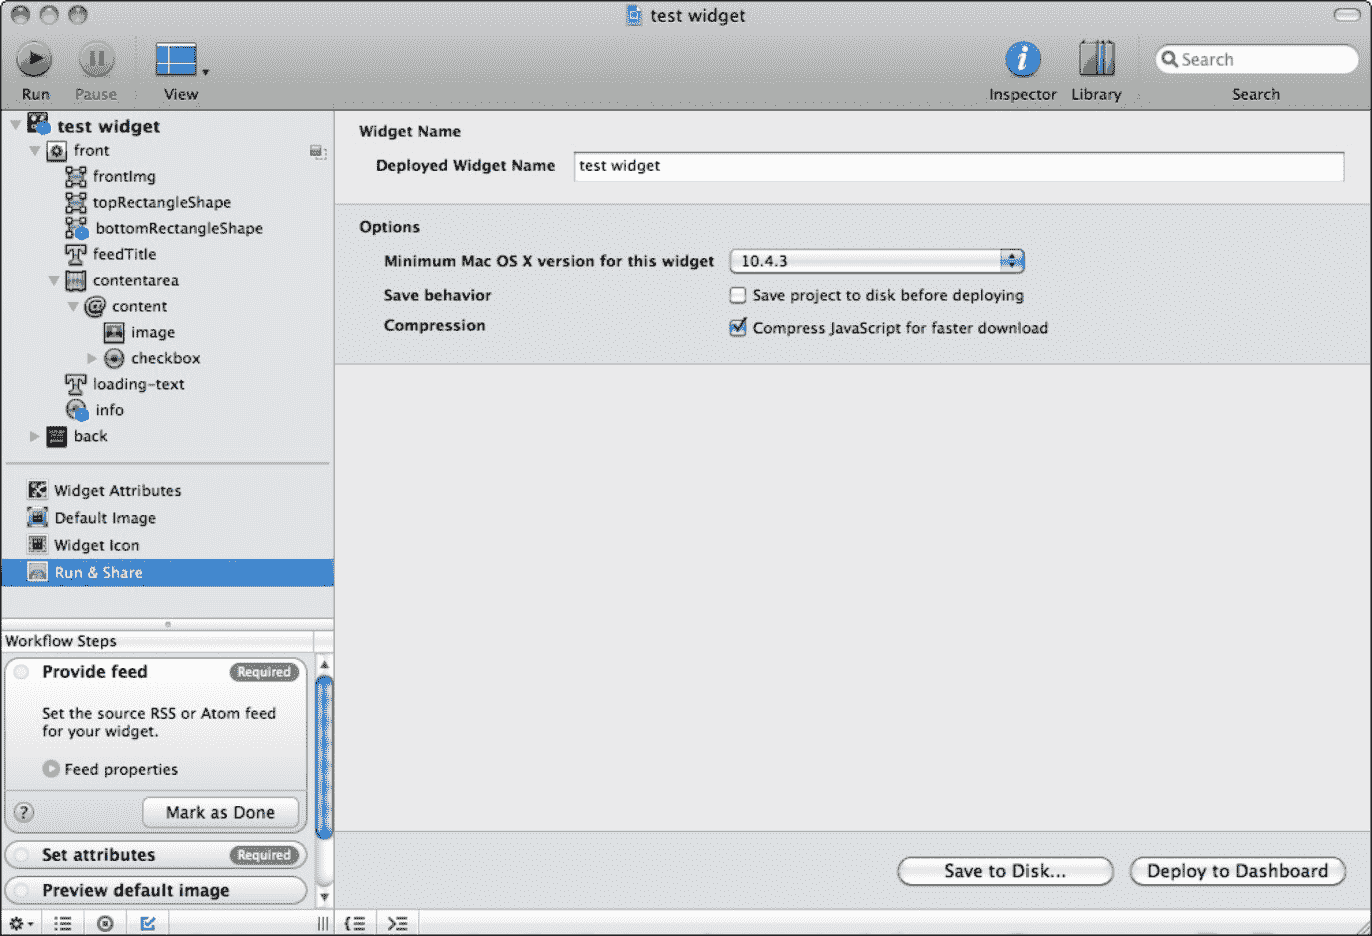 test widget
Run
Pause
View
Inspector
Library
Search
Search
test widget
front
frontImg
topRectangleShape
bottomRectangleShape
feedTitle
contentarea
content
image
checkbox
loading-text
info
back
Widget Attributes
Default Image
Widget Icon
Run & Share
Workflow Steps
Provide feed Required
Set the source RSS or Atom feed
for your widget.
Feed properties
? Mark as Done
Set attributes Required
Preview default image
Widget Name
Deployed Widget Name test widget
Options
Minimum Mac OS X version for this widget 10.4.3
Save behavior Save project to disk before deploying
Compression Compress JavaScript for faster download
Save to Disk... Deploy to Dashboard